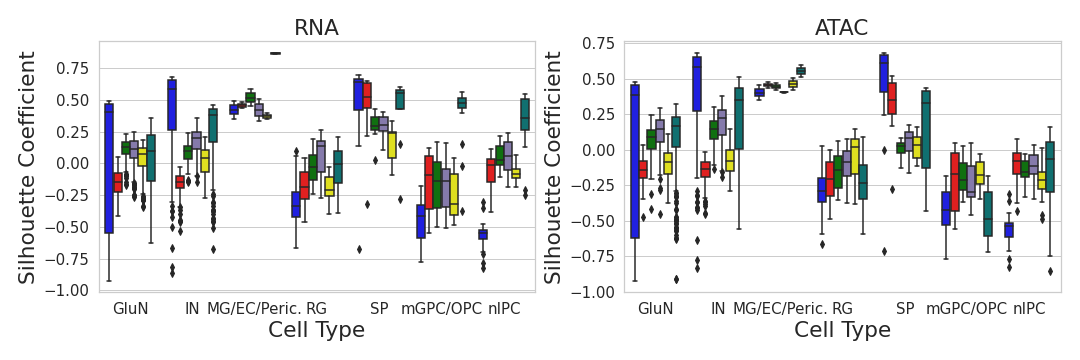 RNA
Silhouette Coefficient
0.75
0.50
0.25
0.00
−0.25
−0.50
−0.75
−1.00
GluN IN MG/EC/Peric. RG SP mGPC/OPC nIPC
Cell Type
ATAC
Silhouette Coefficient
0.75
0.50
0.25
0.00
−0.25
−0.50
−0.75
−1.00
GluN IN MG/EC/Peric. RG SP mGPC/OPC nIPC
Cell Type